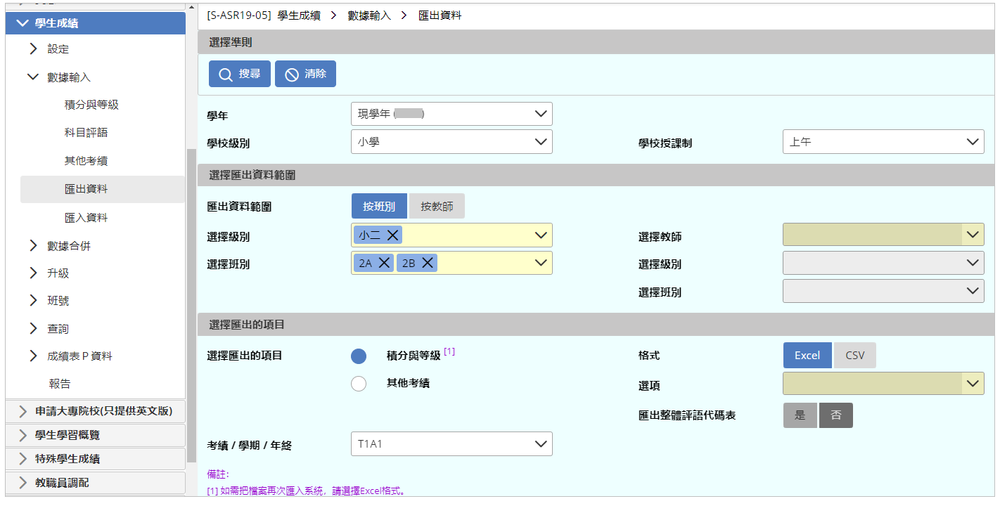 [S-ASR19-05] 學生成績 > 數據輸入 > 匯出資料
學生成績
設定
數據輸入
積分與等級
科目評語
其他考績
匯出資料
匯入資料
數據合併
升級
班號
查詢
成績表 P 資料
報告
申請大專院校(只提供英文版)
學生學習概覽
特殊學生成績
教職員調配
選擇準則
搜尋 清除
學年 現學年 ( )
學校級別 小學 學校授課制 上午
選擇匯出資料範圍
匯出資料範圍 按班別 按教師
選擇級別 小二 選擇教師
選擇班別 2A 2B 選擇級別
選擇班別
選擇匯出的項目
選擇匯出的項目 積分與等級 [1] 格式 Excel CSV
其他考績 選項
匯出整體評語代碼表 是 否
考績 / 學期 / 年終 T1A1
備註:
[1] 如需把檔案再次匯入系統，請選擇Excel格式。